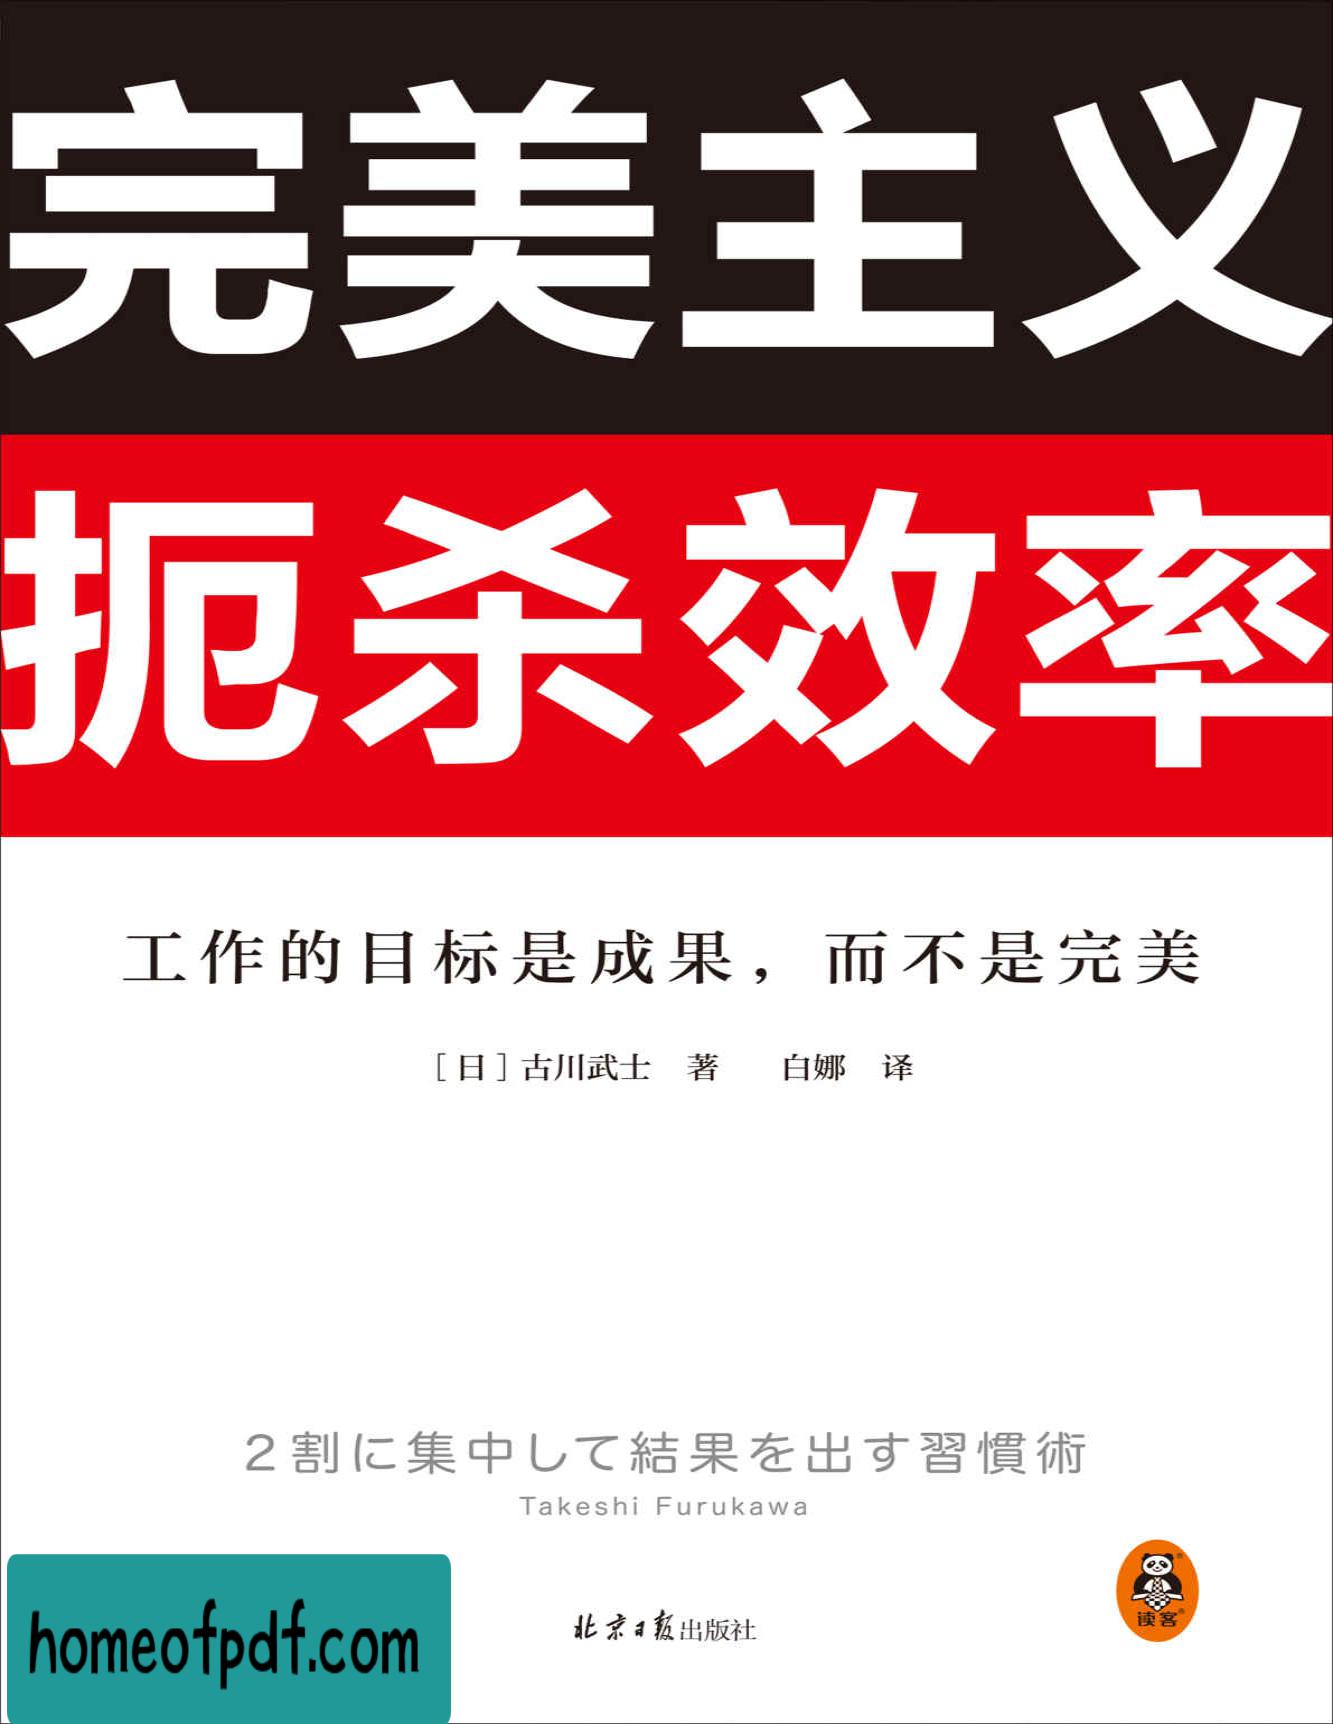 完美主义
扼杀效率
工作的目标是成果，而不是完美
［日］古川武士　著　　白娜　译
2割に集中して結果を出す習慣術
Takeshi Furukawa
读客®
北京日报出版社
homeofpdf.com